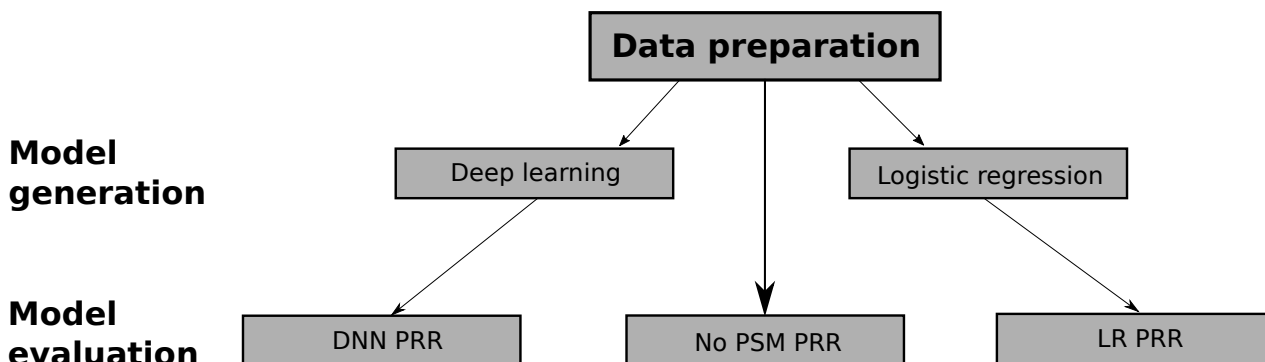 Data preparation
Model
generation
Deep learning
Logistic regression
Model
evaluation
DNN PRR
No PSM PRR
LR PRR